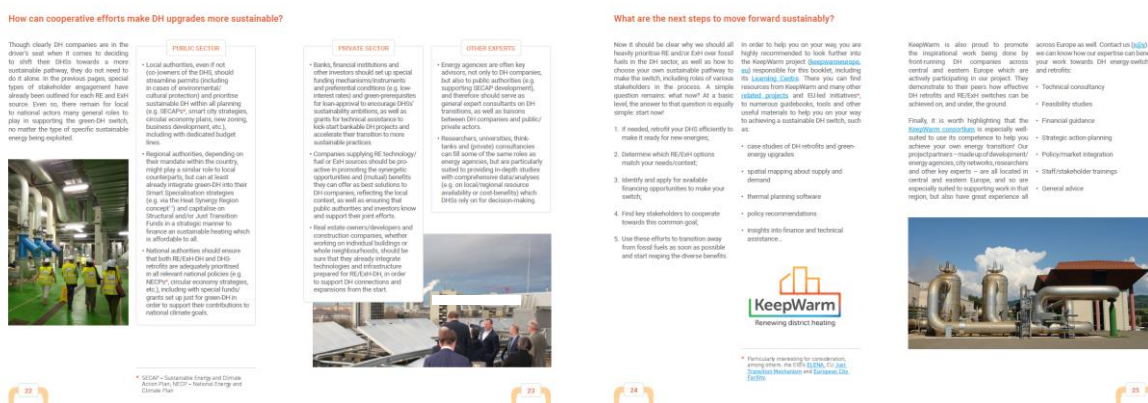 How can cooperative efforts make DH upgrades more sustainable?
Though clearly DH companies are in the
driver's seat when it comes to deciding
to shift their DHSs towards a more
sustainable pathway, they do not need to
do it alone. In the previous pages, special
types of stakeholder engagement have
already been outlined for each RE and ExH
source. Even so, there remain for local
to national actors many general roles to
play in supporting the green-DH switch,
no matter the type of specific sustainable
energy being exploited.
PUBLIC SECTOR
• Local authorities, even if not
(co-)owners of the DHS, should
streamline permits (including
in cases of environmental/
cultural protection) and prioritise
sustainable DH within all planning
(e.g. SECAPs*, smart city strategies,
circular economy plans, new zoning,
business development, etc.),
including with dedicated budget
lines.
• Regional authorities, depending on
their mandate within the country,
might play a similar role to local
counterparts, but can at least
already integrate green-DH into their
Smart Specialisation strategies
(e.g. via the Heat Synergy Region
concept) and capitalise on
Structural and/or Just Transition
Funds in a strategic manner to
finance an sustainable heating which
is affordable to all.
• National authorities should ensure
that both RE/ExH-DH and DHS-
retrofits are adequately prioritised
in all relevant national policies (e.g.
NECPs*, circular economy strategies,
etc.), including with special funds/
grants set up just for green-DH in
order to support their contributions to
national climate goals.
* SECAP – Sustainable Energy and Climate
Action Plan, NECP – National Energy and
Climate Plan
22
PRIVATE SECTOR
• Banks, financial institutions and
other investors should set up special
funding mechanisms/instruments
and preferential conditions (e.g. low-
interest rates) and green-prerequisites
for loan-approval to encourage DHSs'
sustainability ambitions, as well as
grants for technical assistance to
kick-start bankable DH projects and
accelerate their transition to more
sustainable practices.
• Companies supplying RE technology/
fuel or ExH sources should be pro-
active in promoting the synergetic
opportunities and (mutual) benefits
they can offer as best solutions to
DH companies, reflecting the local
context, as well as ensuring that
public authorities and investors know
and support their joint efforts.
• Real estate owners/developers and
construction companies, whether
working on individual buildings or
whole neighbourhoods, should be
sure that they already integrate
technologies and infrastructure
prepared for RE/ExH-DH, in order
to support DH connections and
expansions from the start.
OTHER EXPERTS
• Energy agencies are often key
advisors, not only to DH companies,
but also to public authorities (e.g.
supporting SECAP development),
and therefore should serve as
general expert consultants on DH
transitions, as well as liaisons
between DH companies and public/
private actors.
• Researchers, universities, think-
tanks and (private) consultancies
can fill some of the same roles as
energy agencies, but are particularly
suited to providing in-depth studies
with comprehensive data/analyses
(e.g. on local/regional resource
availability or cost-benefits) which
DHSs rely on for decision-making.
23
What are the next steps to move forward sustainably?
Now it should be clear why we should all
heavily prioritise RE and/or ExH over fossil
fuels in the DH sector, as well as how to
choose your own sustainable pathway to
make the switch, including roles of various
stakeholders in the process. A simple
question remains: what now? At a basic
level, the answer to that question is equally
simple: start now!
1. If needed, retrofit your DHS efficiently to
make it ready for new energies;
2. Determine which RE/ExH options
match your needs/context;
3. Identify and apply for available
financing opportunities to make your
switch;
4. Find key stakeholders to cooperate
towards this common goal;
5. Use these efforts to transition away
from fossil fuels as soon as possible
and start reaping the diverse benefits.
In order to help you on your way you are
highly recommended to look further into
the KeepWarm project (keepwarmeurope.
eu) responsible for this booklet, including
its Learning Centre. There you can find
resources from KeepWarm and many other
related projects and EU-led initiatives*,
to numerous guidebooks, tools and other
useful materials to help you on your way
to achieving a sustainable DH switch, such
as:
• case studies of DH retrofits and green-
energy upgrades
• spatial mapping about supply and
demand
• thermal planning software
• policy recommendations
• insights into finance and technical
assistance...
KeepWarm
Renewing district heating
* Particularly interesting for consideration,
among others: the EIB's ELENA, EU Just
Transition Mechanism and European City
Facility.
24
KeepWarm is also proud to promote
the inspirational work being done by
front-running DH companies across
central and eastern Europe which are
actively participating in our project. They
demonstrate to their peers how effective
DH retrofits and RE/ExH switches can be
achieved on, and under, the ground.
Finally, it is worth highlighting that the
KeepWarm consortium is especially well-
suited to use its competence to help you
achieve your own energy transition! Our
project partners – made up of development/
energy agencies, city networks, researchers
and other key experts – are all located in
central and eastern Europe, and so are
especially suited to supporting work in that
region, but also have great experience all
across Europe as well. Contact us
we can know how our expertise can
your work towards DH energy-switch
and retrofits:
• Technical consultancy
• Feasibility studies
• Financial guidance
• Strategic action-planning
• Policy/market integration
• Staff/stakeholder trainings
• General advice
25